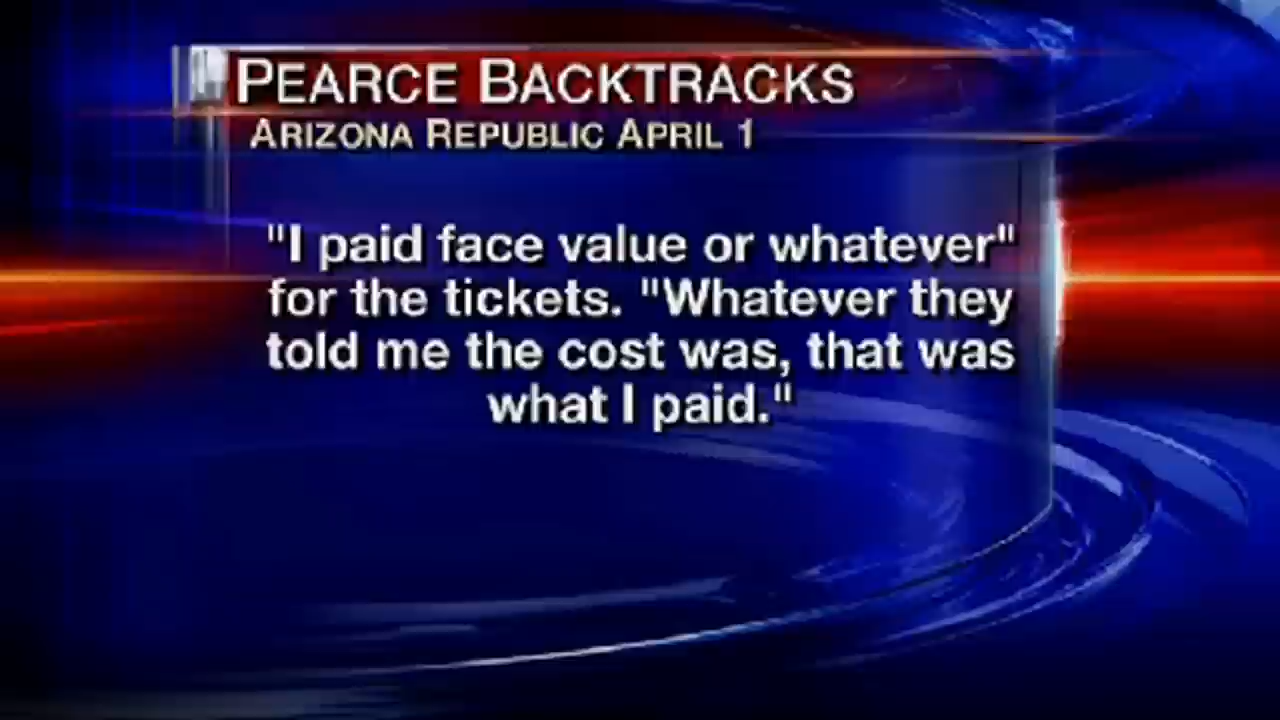 PEARCE BACKTRACKS
ARIZONA REPUBLIC APRIL 1
"I paid face value or whatever"
for the tickets. "Whatever they
told me the cost was, that was
what I paid."